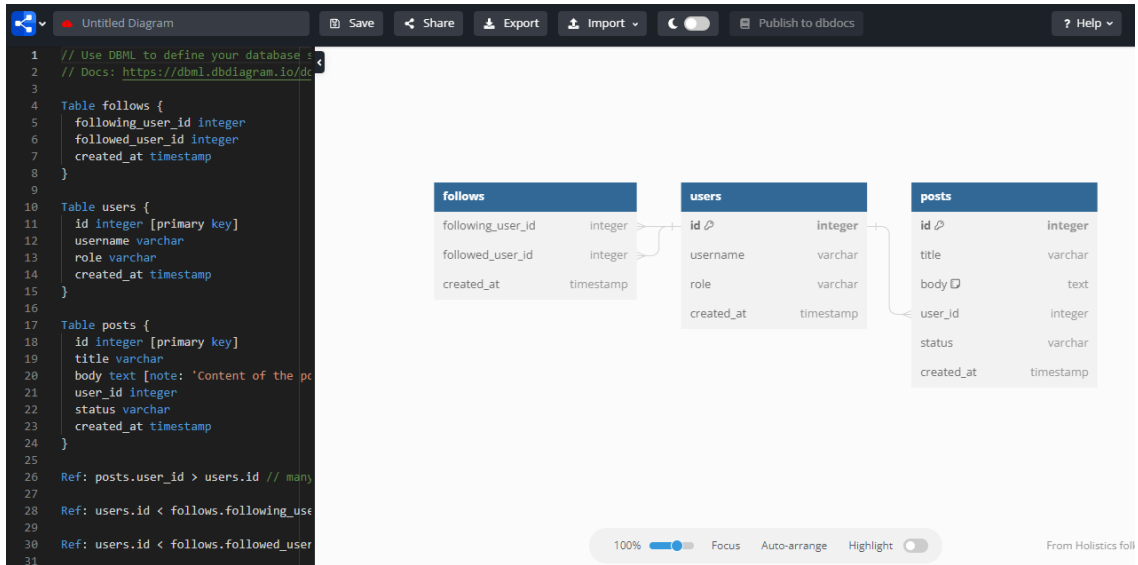 Untitled Diagram
Save
Share
Export
Import
Publish to dbdocs
? Help
1 // Use DBML to define your database
2 // Docs: https://dbml.dbdiagram.io/do
3
4 Table follows {
5 following_user_id integer
6 followed_user_id integer
7 created_at timestamp
8 }
9
10 Table users {
11 id integer [primary key]
12 username varchar
13 role varchar
14 created_at timestamp
15 }
16
17 Table posts {
18 id integer [primary key]
19 title varchar
20 body text [note: 'Content of the po
21 user_id integer
22 status varchar
23 created_at timestamp
24 }
25
26 Ref: posts.user_id > users.id // many
27
28 Ref: users.id < follows.following_use
29
30 Ref: users.id < follows.followed_user
31
follows
following_user_id integer
followed_user_id integer
created_at timestamp
users
id integer
username varchar
role varchar
created_at timestamp
posts
id integer
title varchar
body text
user_id integer
status varchar
created_at timestamp
100%
Focus
Auto-arrange
Highlight
From Holistics folk